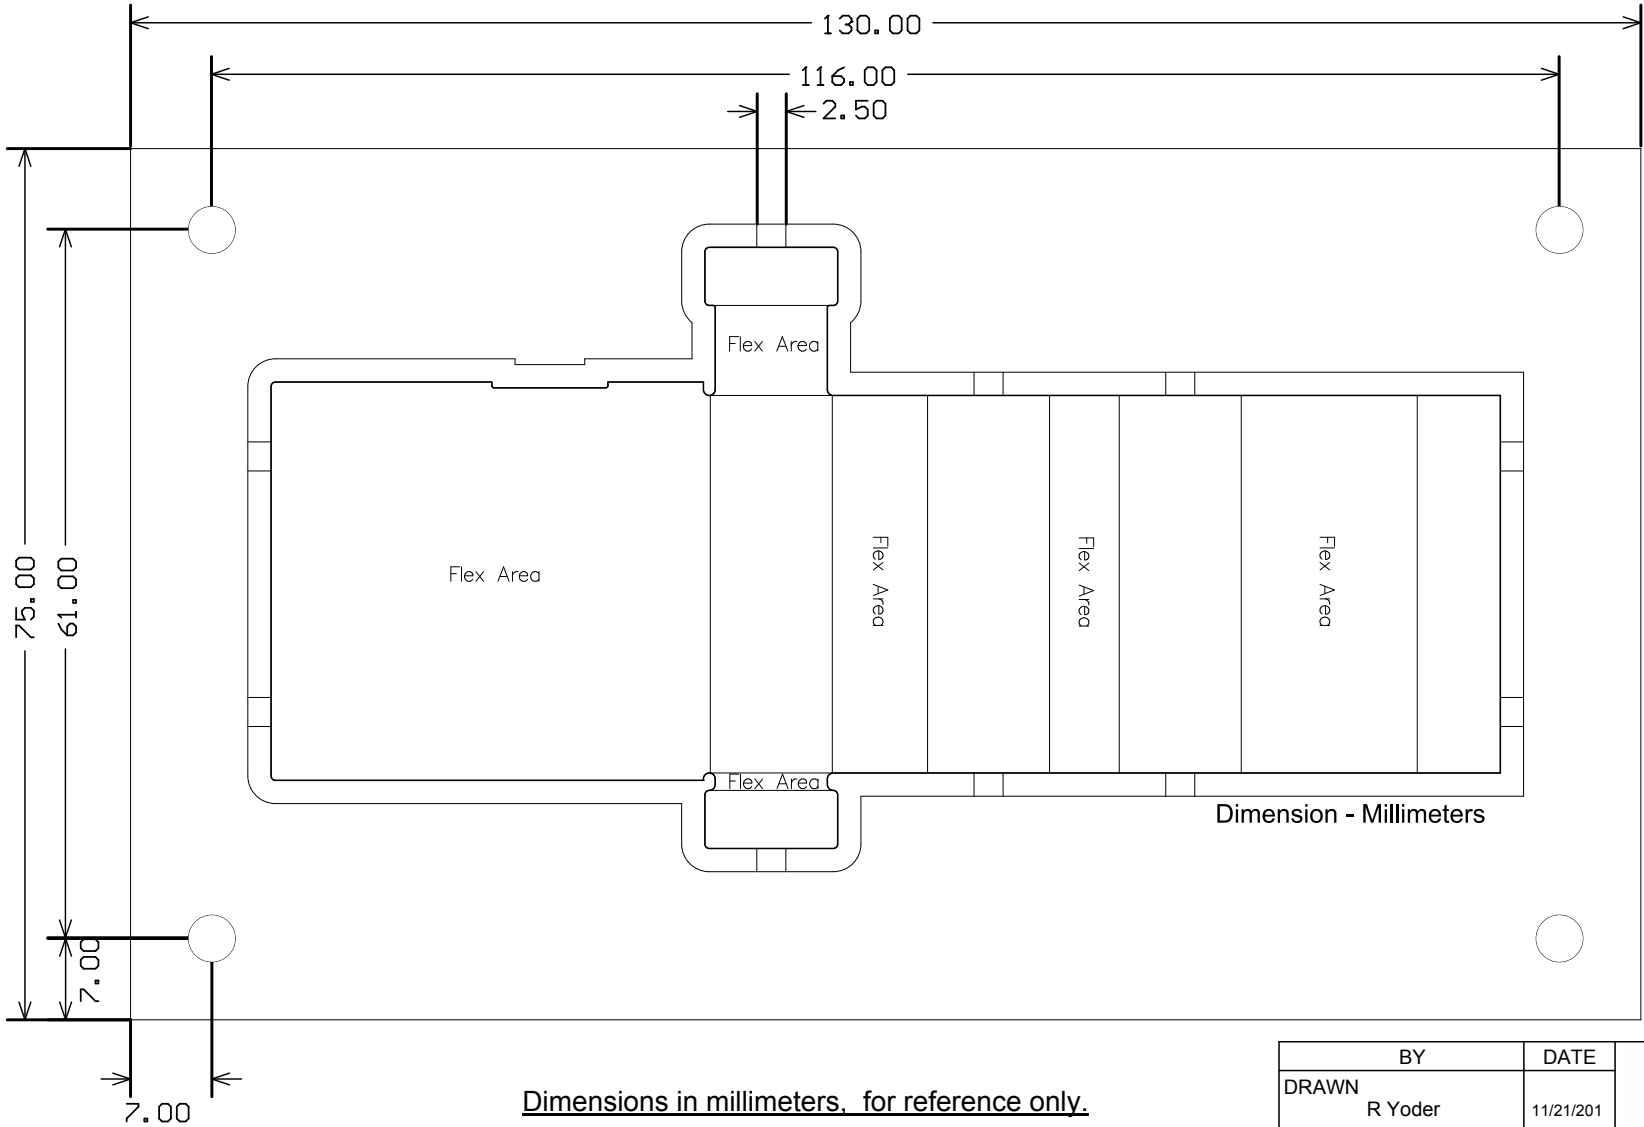 130.00
116.00
2.50
Flex Area
75.00
61.00
Flex Area
Flex Area
Flex Area
Flex Area
Flex Area
Dimension - Millimeters
7.00
7.00
Dimensions in millimeters, for reference only.
BY DATE
DRAWN
R Yoder 11/21/201